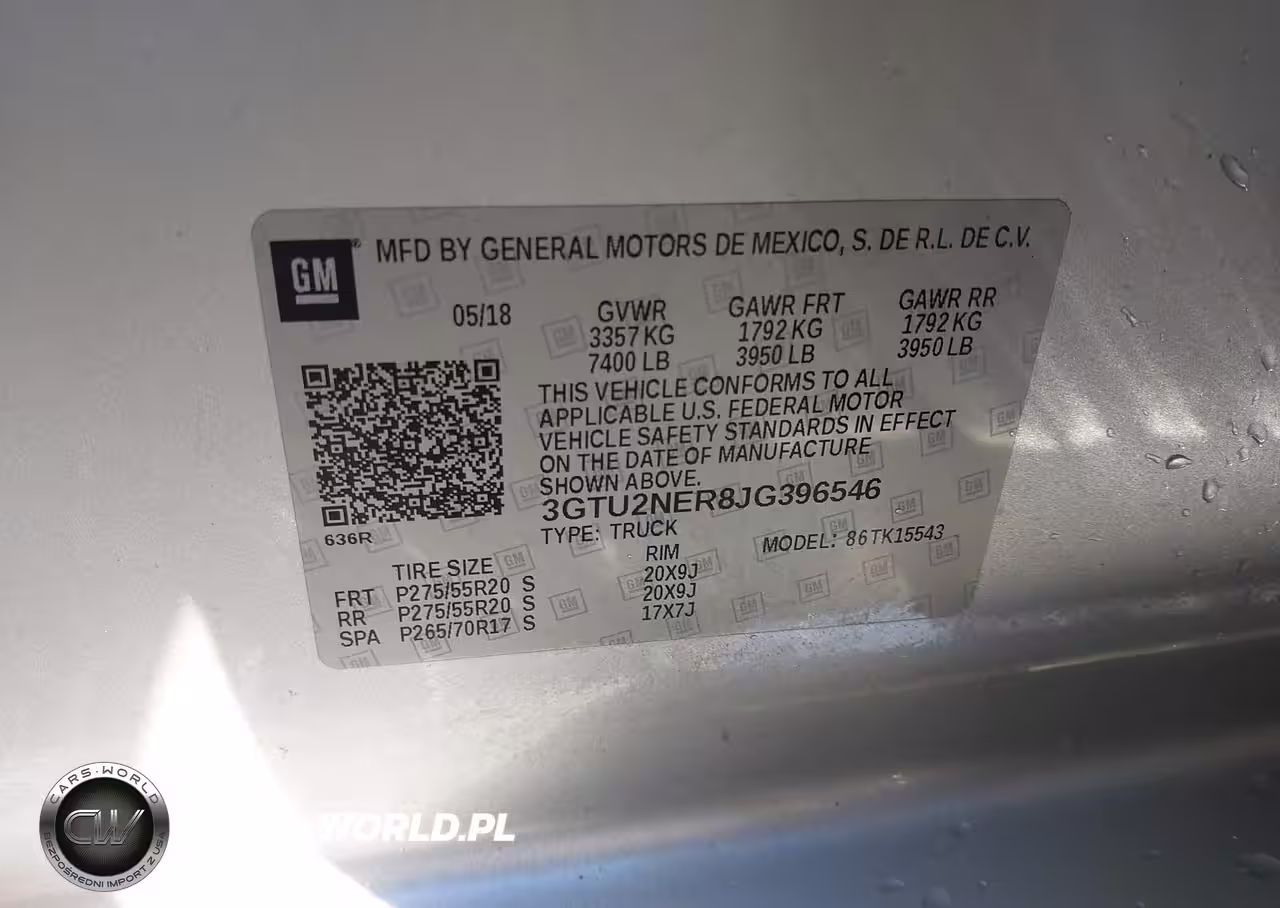 GM
MFD BY GENERAL MOTORS DE MEXICO, S. DE R.L. DE C.V.
05/18 GVWR GAWR FRT GAWR RR
3357 KG 1792 KG 1792 KG
7400 LB 3950 LB 3950 LB
THIS VEHICLE CONFORMS TO ALL
APPLICABLE U.S. FEDERAL MOTOR
VEHICLE SAFETY STANDARDS IN EFFECT
ON THE DATE OF MANUFACTURE
SHOWN ABOVE.
3GTU2NER8JG396546
636R
TYPE: TRUCK MODEL: 86TK15543
TIRE SIZE RIM
FRT P275/55R20 S 20X9J
RR P275/55R20 S 20X9J
SPA P265/70R17 S 17X7J
CARS-WORLD
CW
BEZPOŚREDNI IMPORT Z USA
WORLD.PL